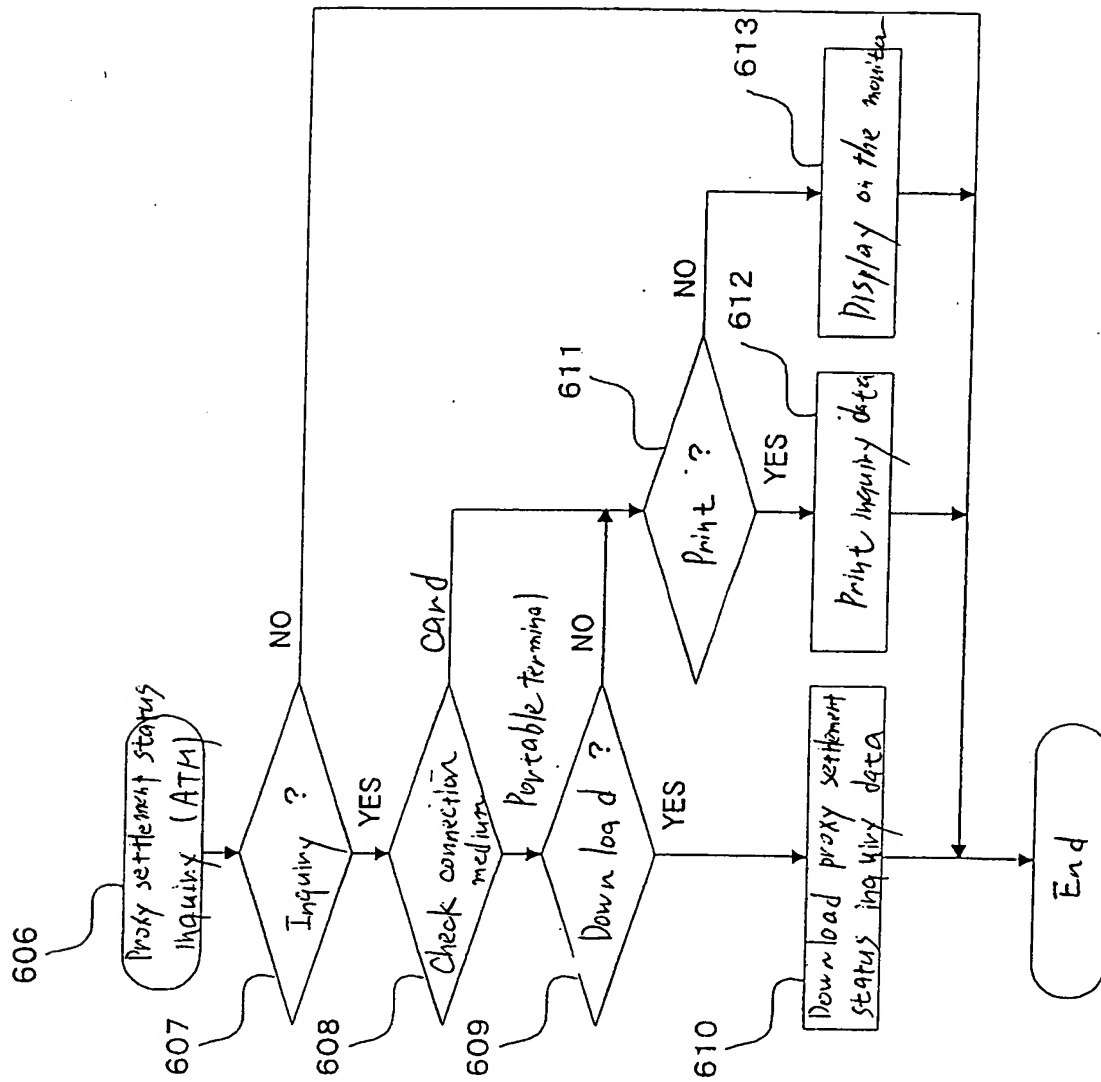 606
Proxy settlement status
inquiry (ATM)
607
Inquiry ?
NO
YES
608
Check connection
medium
Card
Portable terminal
609
Down load ?
NO
YES
610
Download proxy settlement
status inquiry data
611
Print ?
NO
YES
612
Print inquiry data
613
Display on the monitor
End